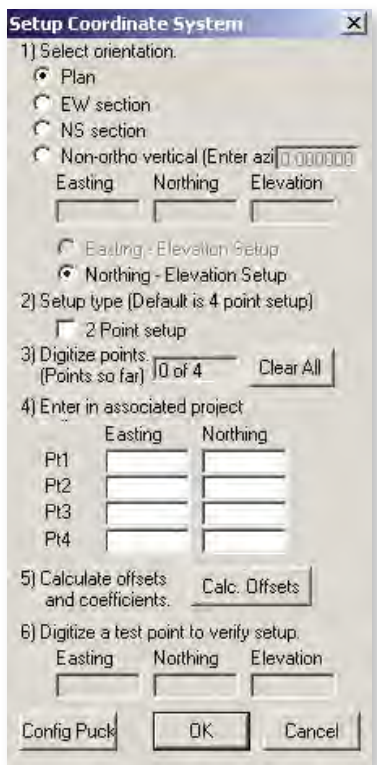 Setup Coordinate System
1) Select orientation.
Plan
EW section
NS section
Non-ortho vertical (Enter azi 0.000000
Easting Northing Elevation
Easting - Elevation Setup
Northing - Elevation Setup
2) Setup type (Default is 4 point setup)
2 Point setup
3) Digitize points.
(Points so far) 0 of 4 Clear All
4) Enter in associated project
Easting Northing
Pt1
Pt2
Pt3
Pt4
5) Calculate offsets
and coefficients. Calc. Offsets
6) Digitize a test point to verify setup.
Easting Northing Elevation
Config Puck OK Cancel